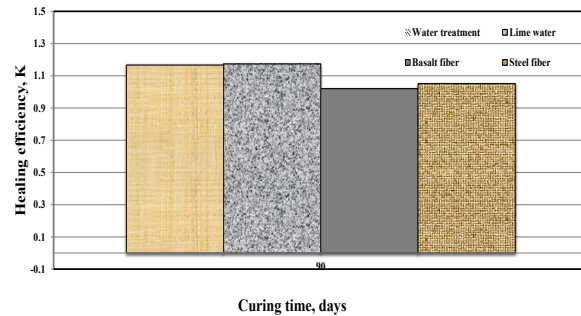 1.5
1.3
1.1
0.9
0.7
0.5
0.3
0.1
-0.1
Healing efficiency, K
Water treatment
Lime water
Basalt fiber
Steel fiber
90
Curing time, days